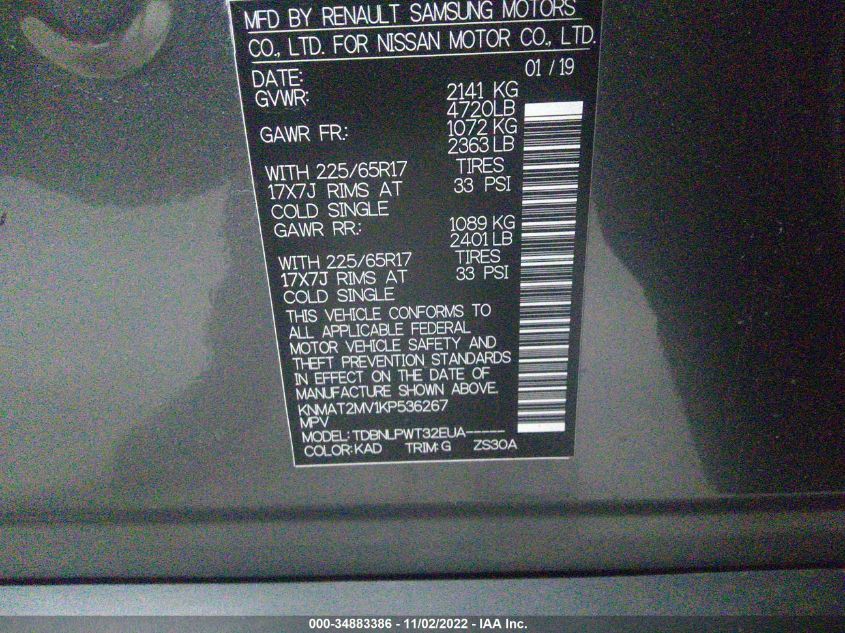 MFD BY RENAULT SAMSUNG MOTORS
CO., LTD. FOR NISSAN MOTOR CO., LTD.
DATE: 01 / 19
GVWR: 2141 KG
4720LB
GAWR FR.: 1072 KG
2363 LB
WITH 225/65R17 TIRES
17X7J RIMS AT 33 PSI
COLD SINGLE
GAWR RR.: 1089 KG
2401 LB
WITH 225/65R17 TIRES
17X7J RIMS AT 33 PSI
COLD SINGLE
THIS VEHICLE CONFORMS TO
ALL APPLICABLE FEDERAL
MOTOR VEHICLE SAFETY AND
THEFT PREVENTION STANDARDS
IN EFFECT ON THE DATE OF
MANUFACTURE SHOWN ABOVE.
KNMAT2MV1KP536267
MPV
MODEL: TDBNLPWT32EUA-----
COLOR: KAD TRIM: G ZS30A
000-34883386 - 11/02/2022 - IAA Inc.